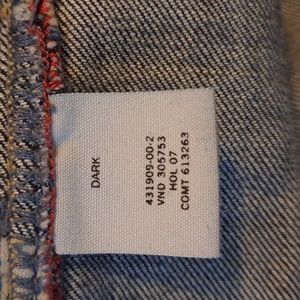 DARK
431909-00-2
VND 305753
HOL 07
COMT 613263